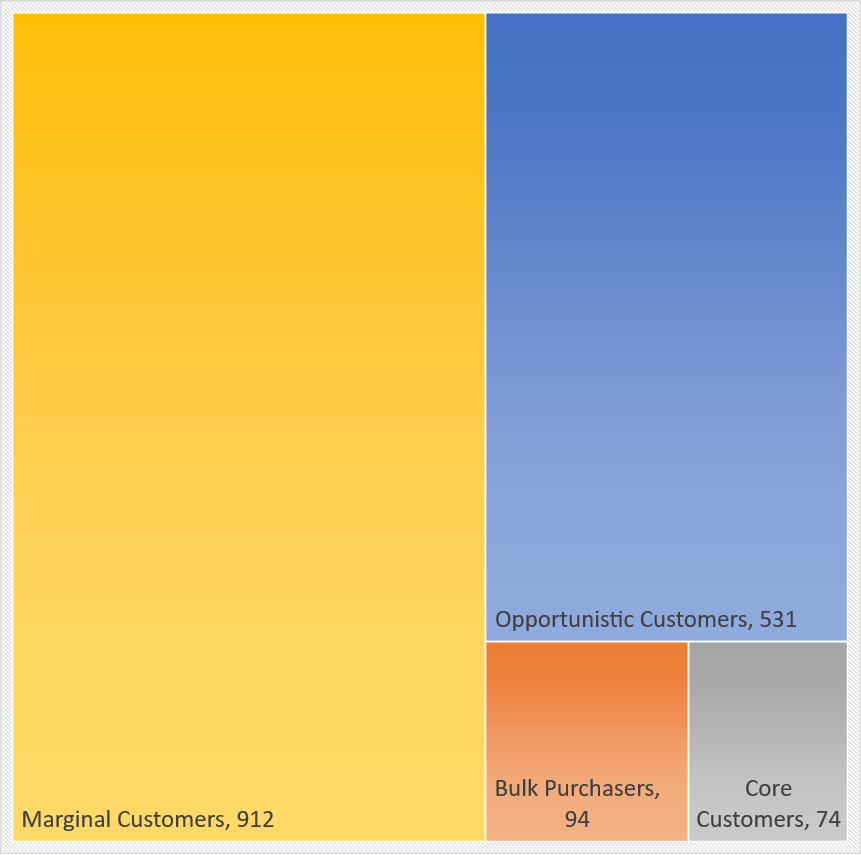 Opportunistic Customers, 531
Marginal Customers, 912
Bulk Purchasers,
94
Core
Customers, 74